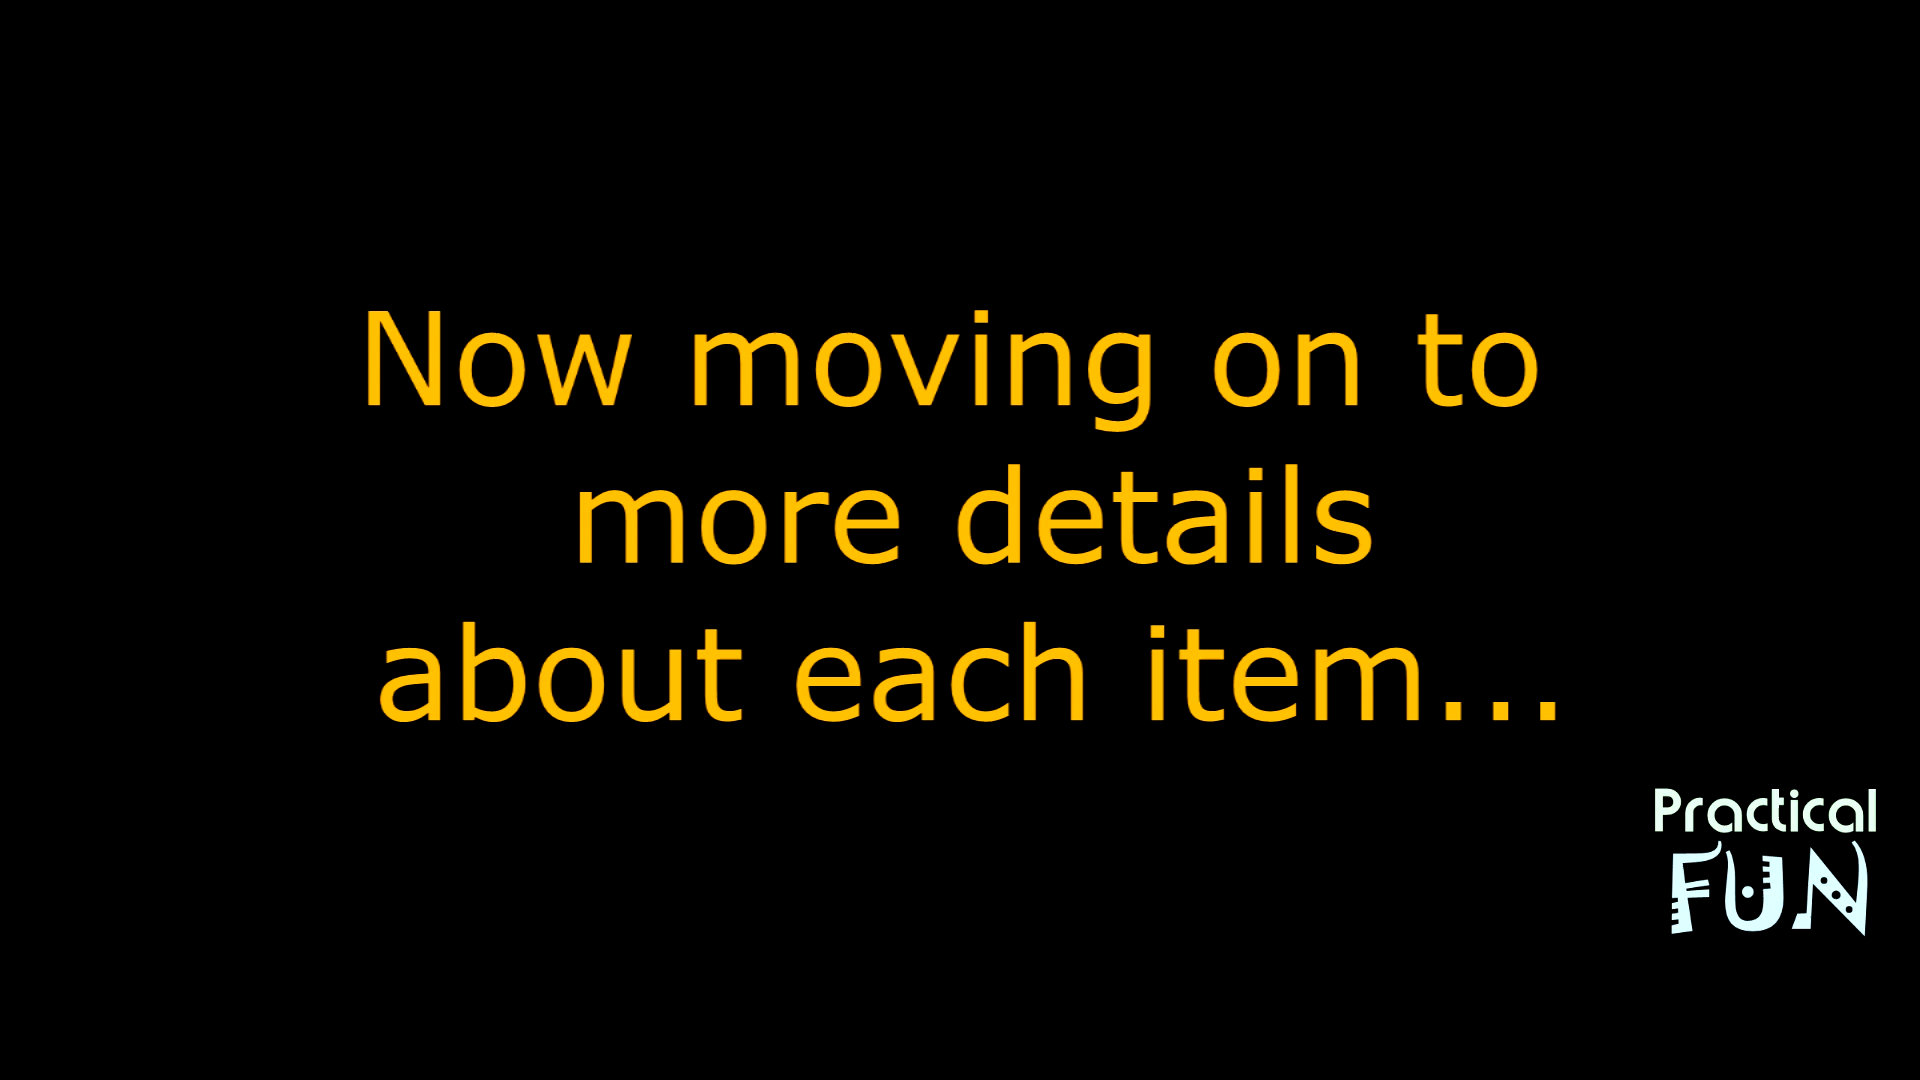 Now moving on to
more details
about each item...
Practical
FUN